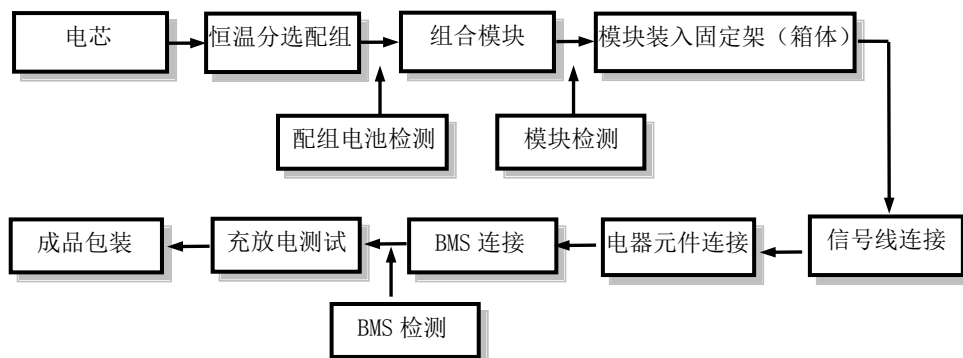 电芯
恒温分选配组
组合模块
模块装入固定架（箱体）
配组电池检测
模块检测
信号线连接
电器元件连接
BMS 连接
充放电测试
成品包装
BMS 检测